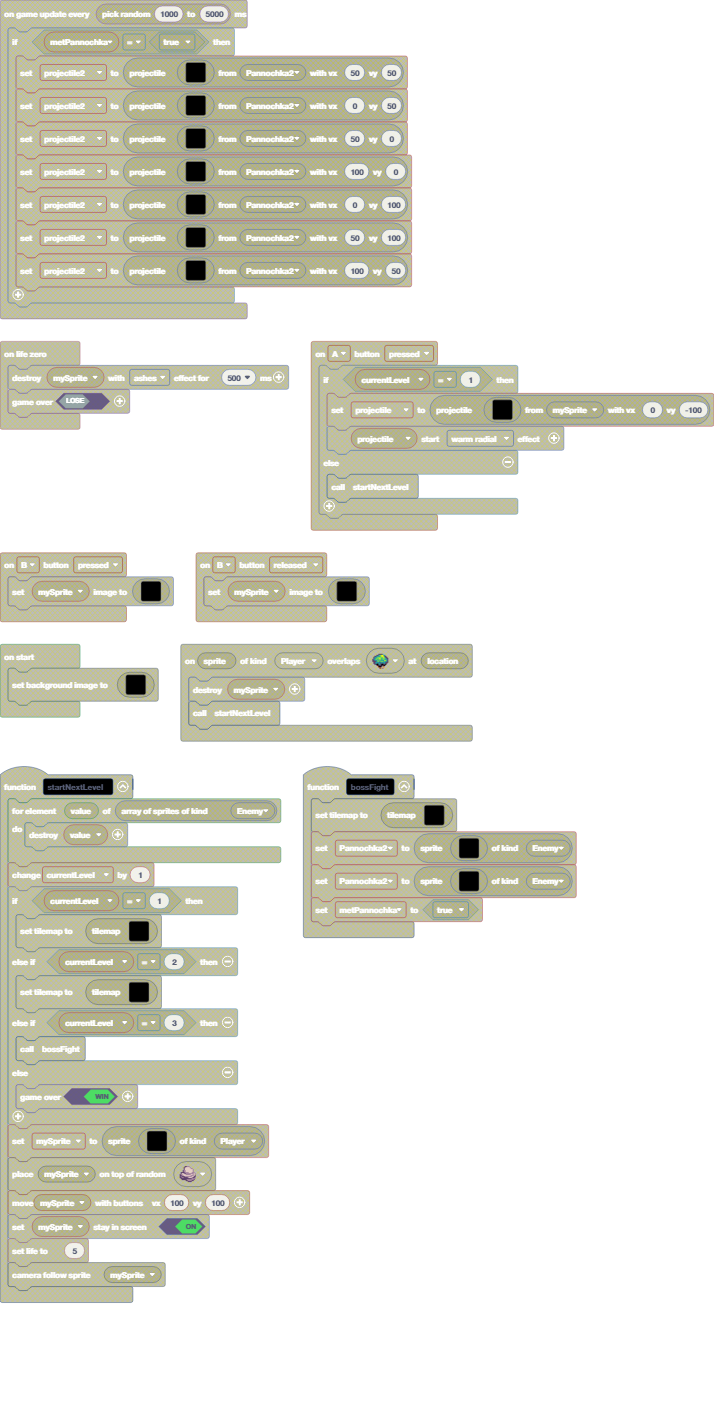 on game update every pick random 1000 to 5000 ms
if metPannochka = true then
set projectile2 to projectile from Pannochka2 with vx 50 vy 50
set projectile2 to projectile from Pannochka2 with vx 0 vy 50
set projectile2 to projectile from Pannochka2 with vx 50 vy 0
set projectile2 to projectile from Pannochka2 with vx 100 vy 0
set projectile2 to projectile from Pannochka2 with vx 0 vy 100
set projectile2 to projectile from Pannochka2 with vx 50 vy 100
set projectile2 to projectile from Pannochka2 with vx 100 vy 50
on life zero
destroy mySprite with ashes effect for 500 ms
game over LOSE
on A button pressed
if currentLevel = 1 then
set projectile to projectile from mySprite with vx 0 vy -100
projectile start warm radial effect
else
call startNextLevel
on B button pressed
set mySprite image to
on B button released
set mySprite image to
on start
set background image to
on sprite of kind Player overlaps at location
destroy mySprite
call startNextLevel
function startNextLevel
for element value of array of sprites of kind Enemy
do destroy value
change currentLevel by 1
if currentLevel = 1 then
set tilemap to tilemap
else if currentLevel = 2 then
set tilemap to tilemap
else if currentLevel = 3 then
call bossFight
else
game over WIN
set mySprite to sprite of kind Player
place mySprite on top of random
move mySprite with buttons vx 100 vy 100
set mySprite stay in screen ON
set life to 5
camera follow sprite mySprite
function bossFight
set tilemap to tilemap
set Pannochka2 to sprite of kind Enemy
set Pannochka2 to sprite of kind Enemy
set metPannochka to true